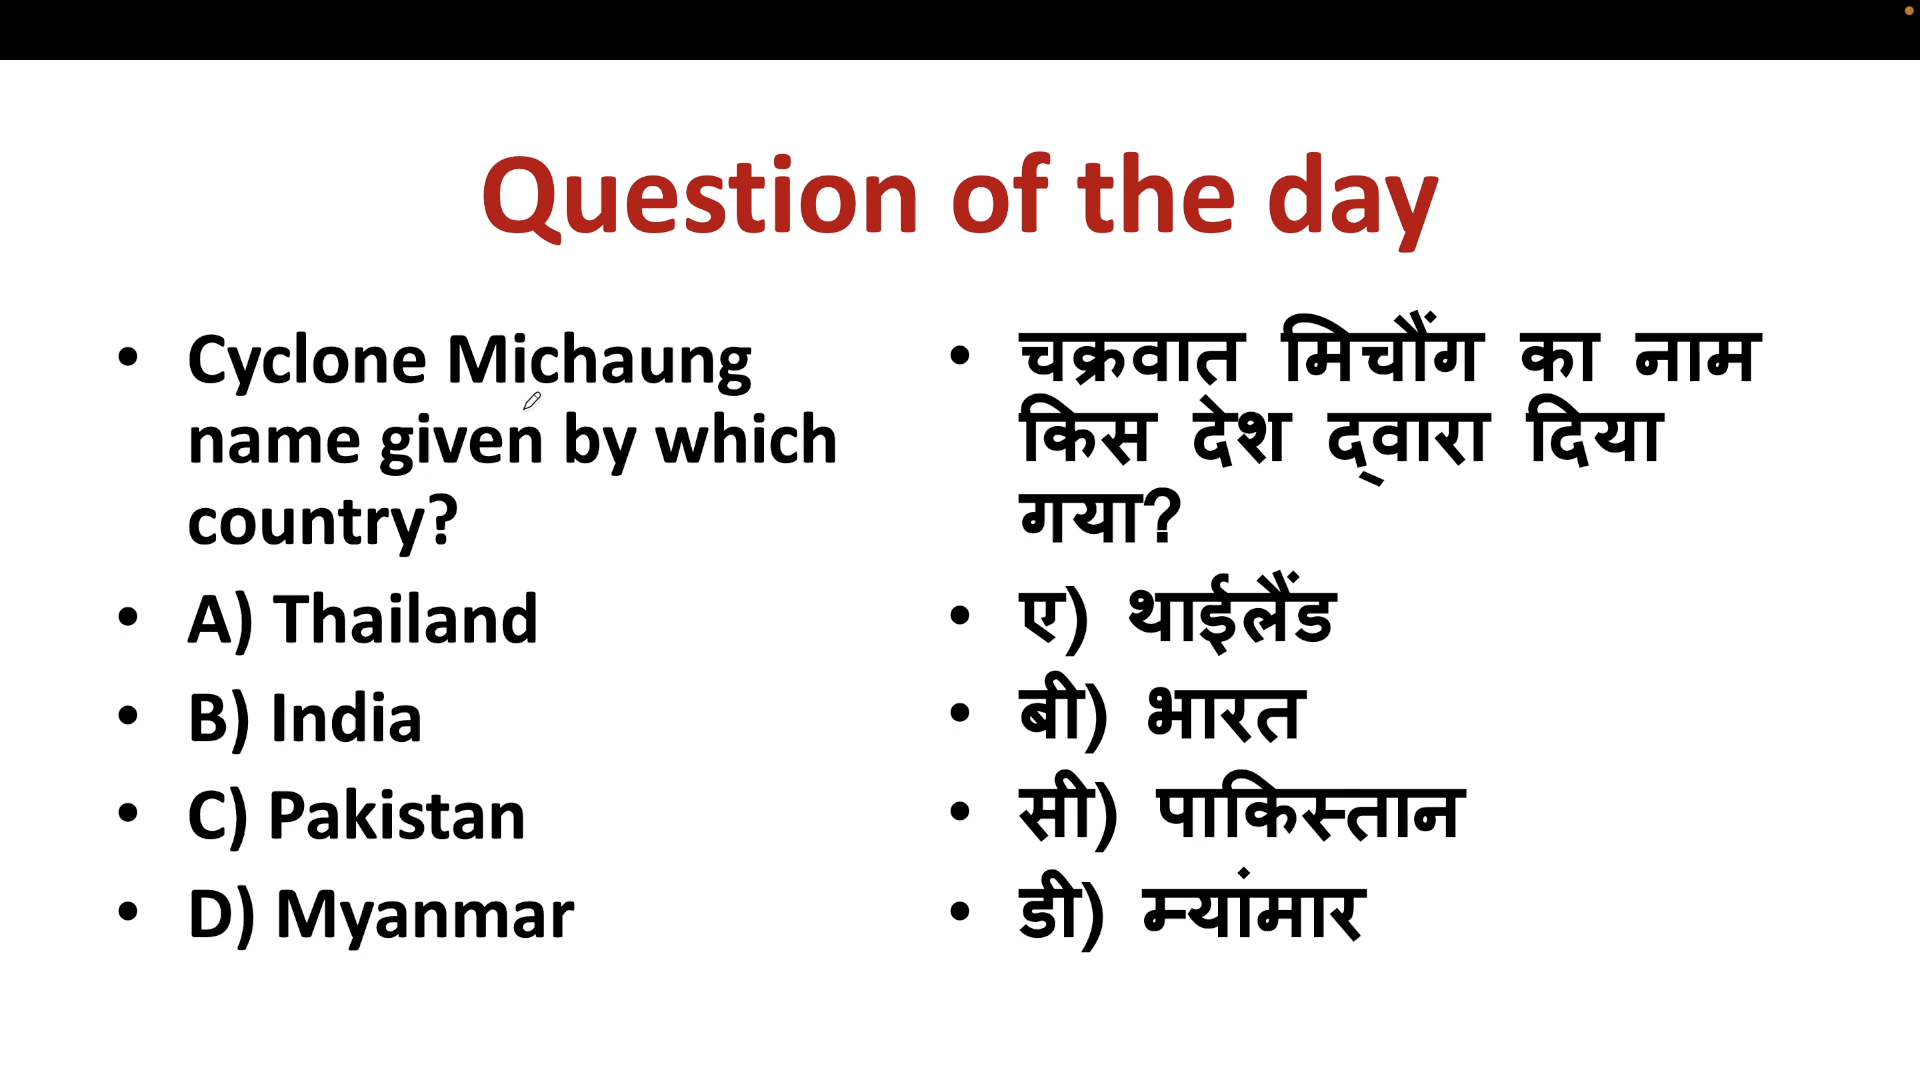 Question of the day
• Cyclone Michaung
name given by which
country?
• A) Thailand
• B) India
• C) Pakistan
• D) Myanmar
• चक्रवात मिचौंग का नाम
किस देश द्वारा दिया
गया?
• ए) थाईलैंड
• बी) भारत
• सी) पाकिस्तान
• डी) म्यांमार